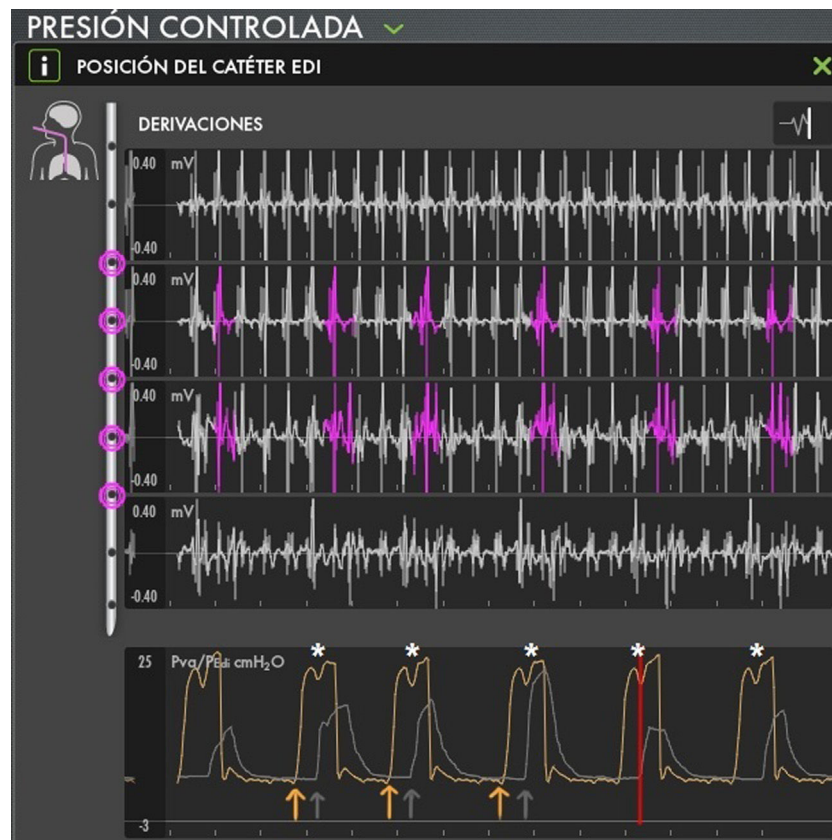 PRESIÓN CONTROLADA
i POSICIÓN DEL CATÉTER EDI X
DERIVACIONES
0.40 mV
-0.40
0.40 mV
-0.40
0.40 mV
-0.40
0.40 mV
-0.40
* * * * *
25 Pva/PEdi cmH₂O
-3